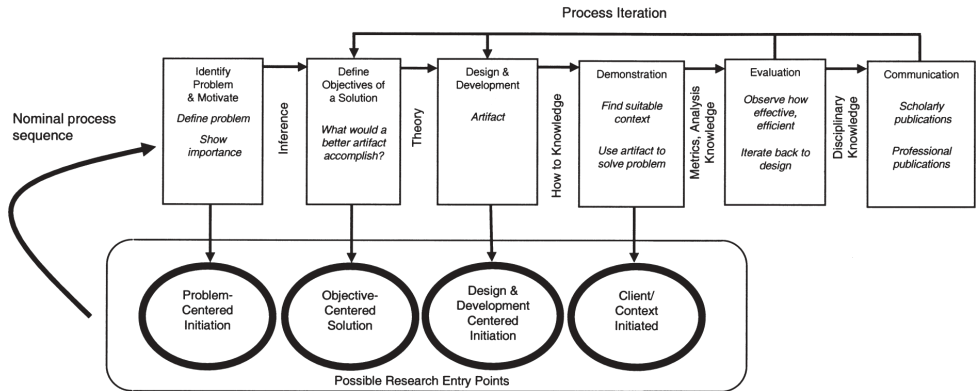 Process Iteration
Nominal process
sequence
Identify
Problem
& Motivate
Define problem
Show
importance
Inference
Define
Objectives of
a Solution
What would a
better artifact
accomplish?
Theory
Design &
Development
Artifact
How to Knowledge
Demonstration
Find suitable
context
Use artifact to
solve problem
Metrics, Analysis
Knowledge
Evaluation
Observe how
effective,
efficient
Iterate back to
design
Disciplinary
Knowledge
Communication
Scholarly
publications
Professional
publications
Problem-
Centered
Initiation
Objective-
Centered
Solution
Design &
Development
Centered
Initiation
Client/
Context
Initiated
Possible Research Entry Points